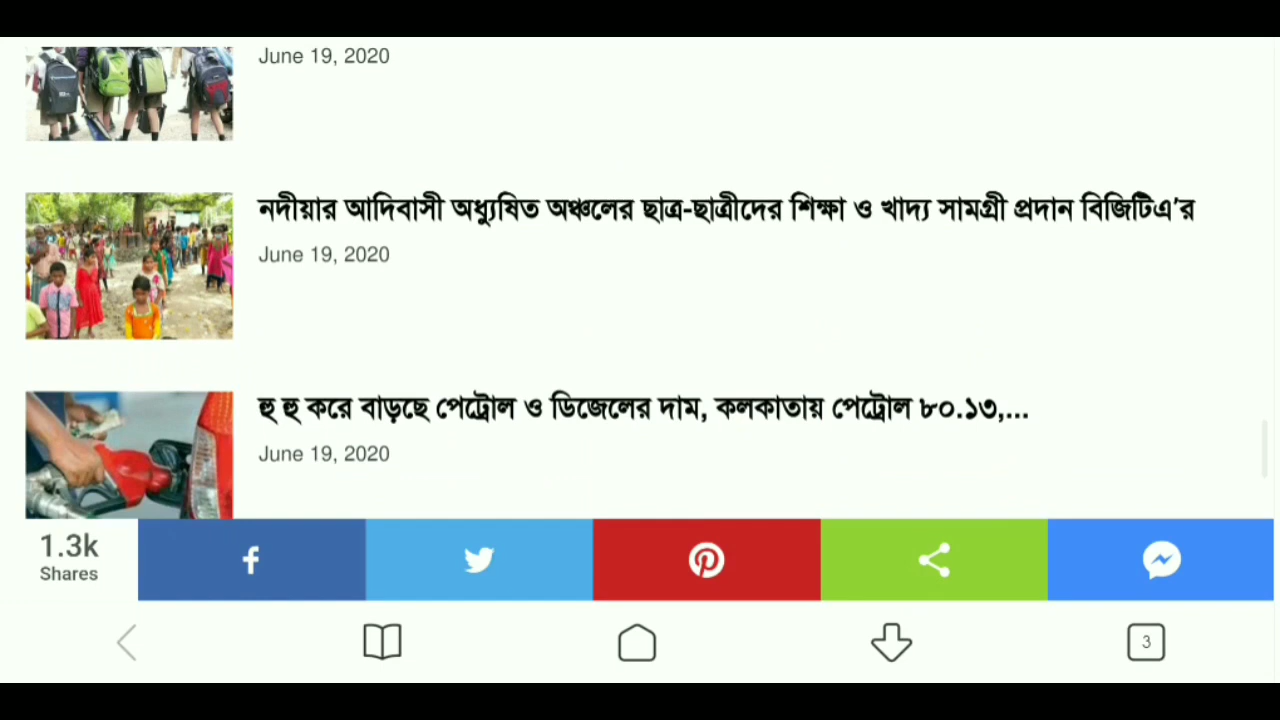 June 19, 2020
নদীয়ার আদিবাসী অধ্যুষিত অঞ্চলের ছাত্র-ছাত্রীদের শিক্ষা ও খাদ্য সামগ্রী প্রদান বিজিটিএ'র
June 19, 2020
হু হু করে বাড়ছে পেট্রোল ও ডিজেলের দাম, কলকাতায় পেট্রোল ৮০.১৩,...
June 19, 2020
1.3k
Shares
3